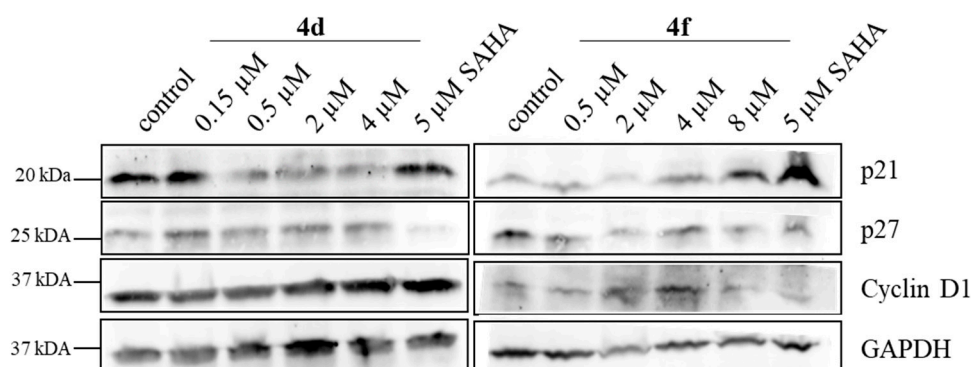 4d
4f
control
0.15 µM
0.5 µM
2 µM
4 µM
5 µM SAHA
control
0.5 µM
2 µM
4 µM
8 µM
5 µM SAHA
20 kDa
p21
25 kDA
p27
37 kDA
Cyclin D1
37 kDA
GAPDH